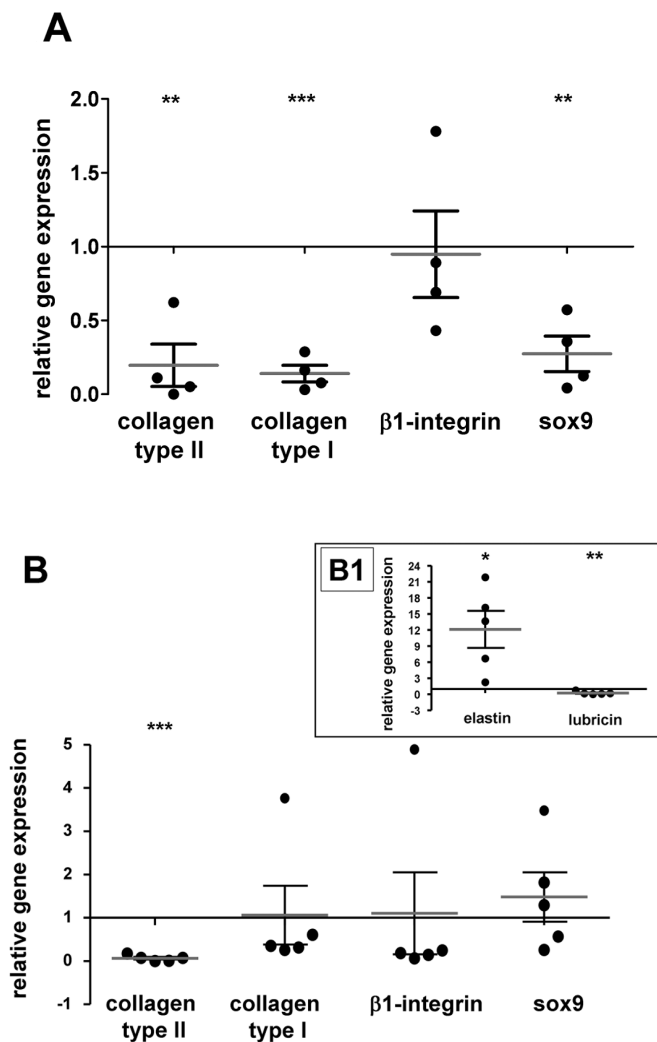 A
** *** **
2.0
1.5
1.0
0.5
0.0
relative gene expression
collagen type II
collagen type I
β1-integrin
sox9
B
B1
* **
24
21
18
15
12
9
6
3
0
-3
relative gene expression
elastin
lubricin
***
5
4
3
2
1
0
-1
relative gene expression
collagen type II
collagen type I
β1-integrin
sox9